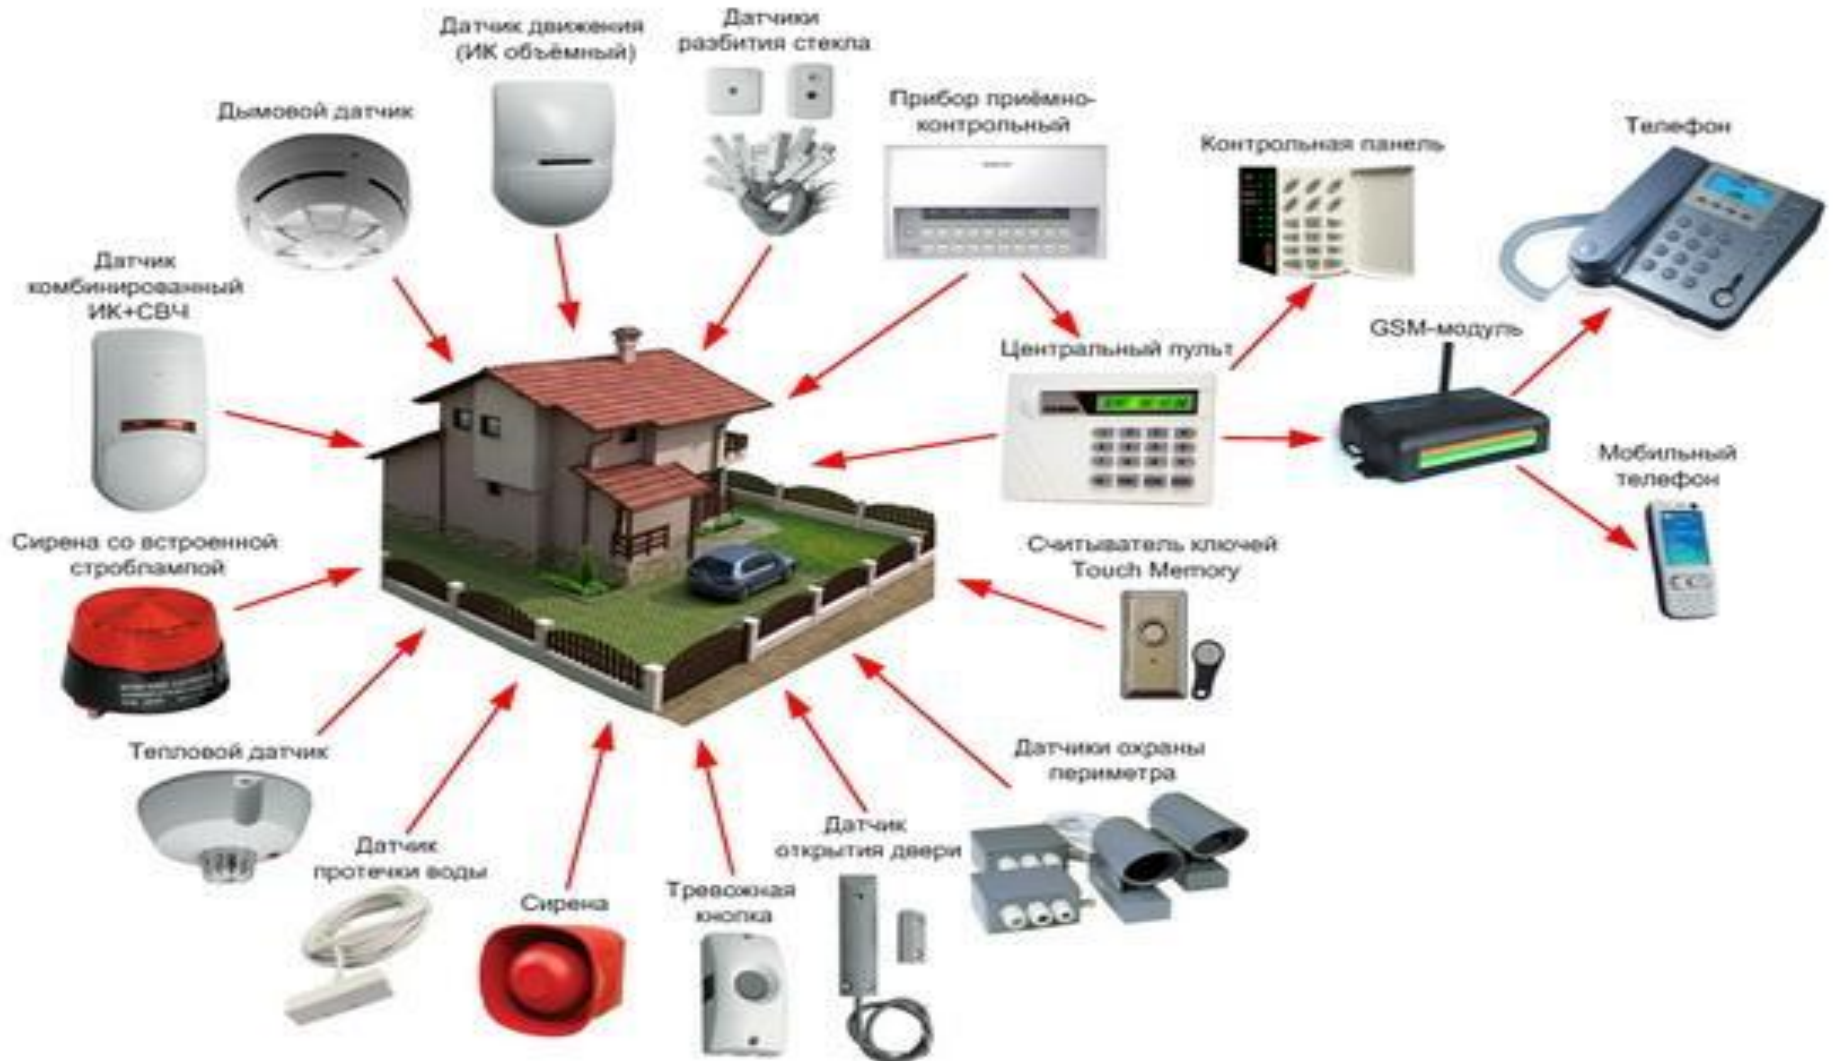 Датчик движения
(ИК объёмный)
Датчики
разбития стекла
Дымовой датчик
Прибор приёмно-
контрольный
Контрольная панель
Телефон
Датчик
комбинированный
ИК+СВЧ
Центральный пульт
GSM-модуль
Мобильный
телефон
Сирена со встроенной
строблампой
Считыватель ключей
Touch Memory
Тепловой датчик
Датчики охраны
периметра
Датчик
протечки воды
Датчик
открытия двери
Сирена
Тревожная
кнопка